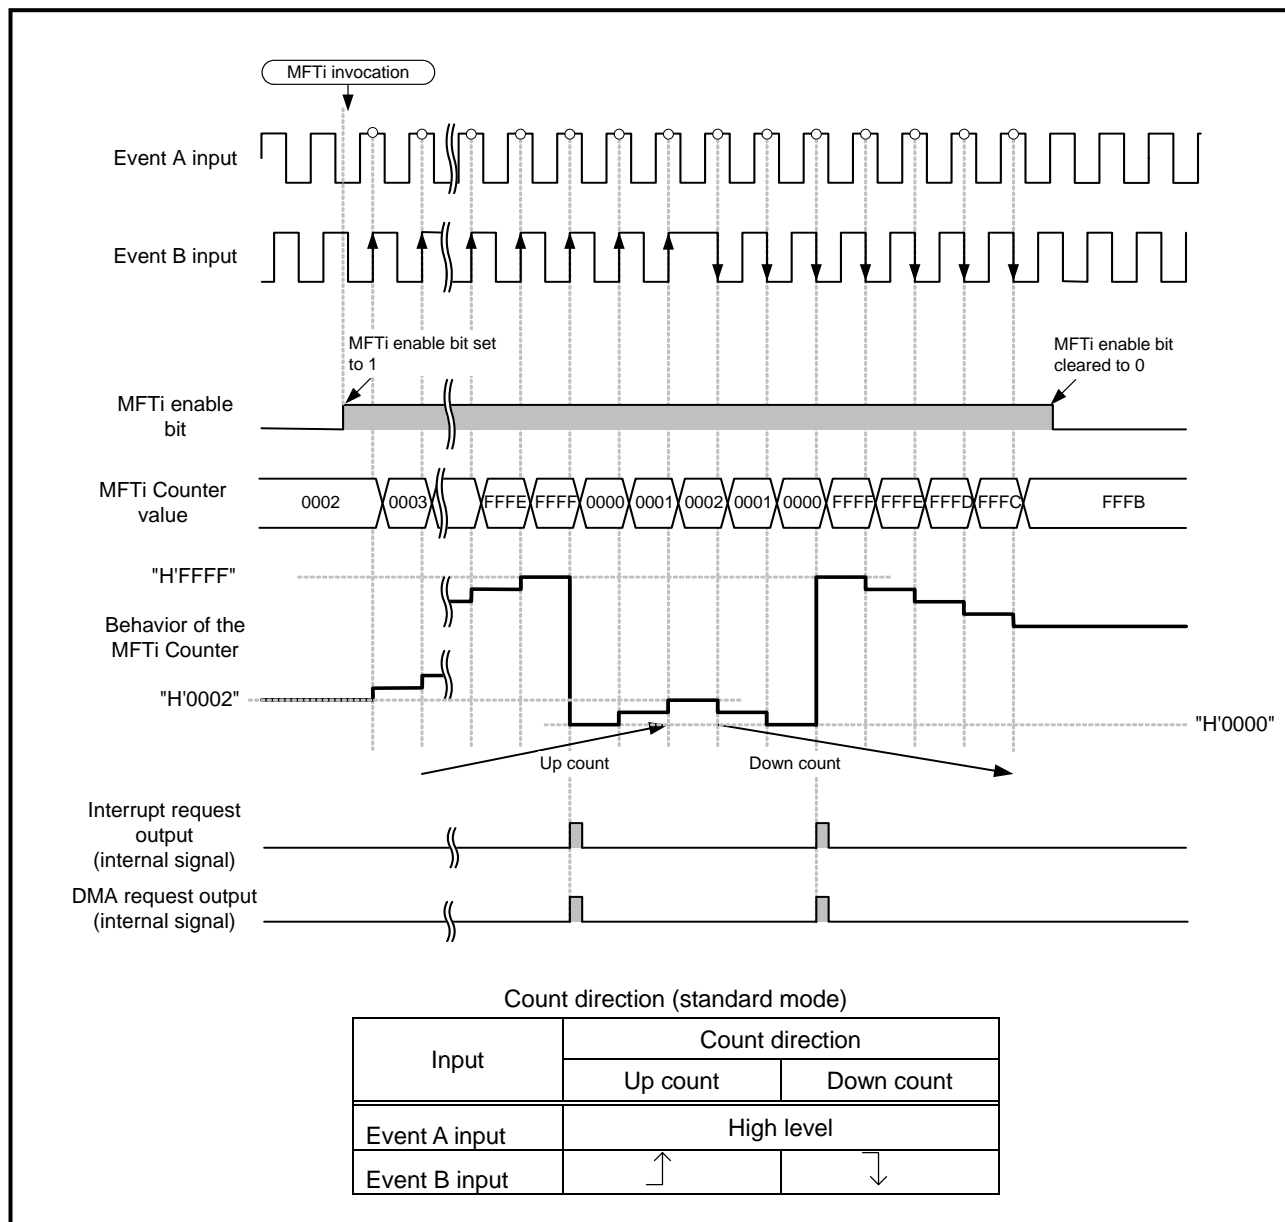 MFTi invocation
Event A input
Event B input
MFTi enable bit set
to 1
MFTi enable bit
cleared to 0
MFTi enable
bit
MFTi Counter
value
0002 0003 FFFE FFFF 0000 0001 0002 0001 0000 FFFF FFFE FFFD FFFC FFFB
"H'FFFF"
Behavior of the
MFTi Counter
"H'0002"
"H'0000"
Up count Down count
Interrupt request
output
(internal signal)
DMA request output
(internal signal)
Count direction (standard mode)
Input Count direction
Up count Down count
Event A input High level
Event B input